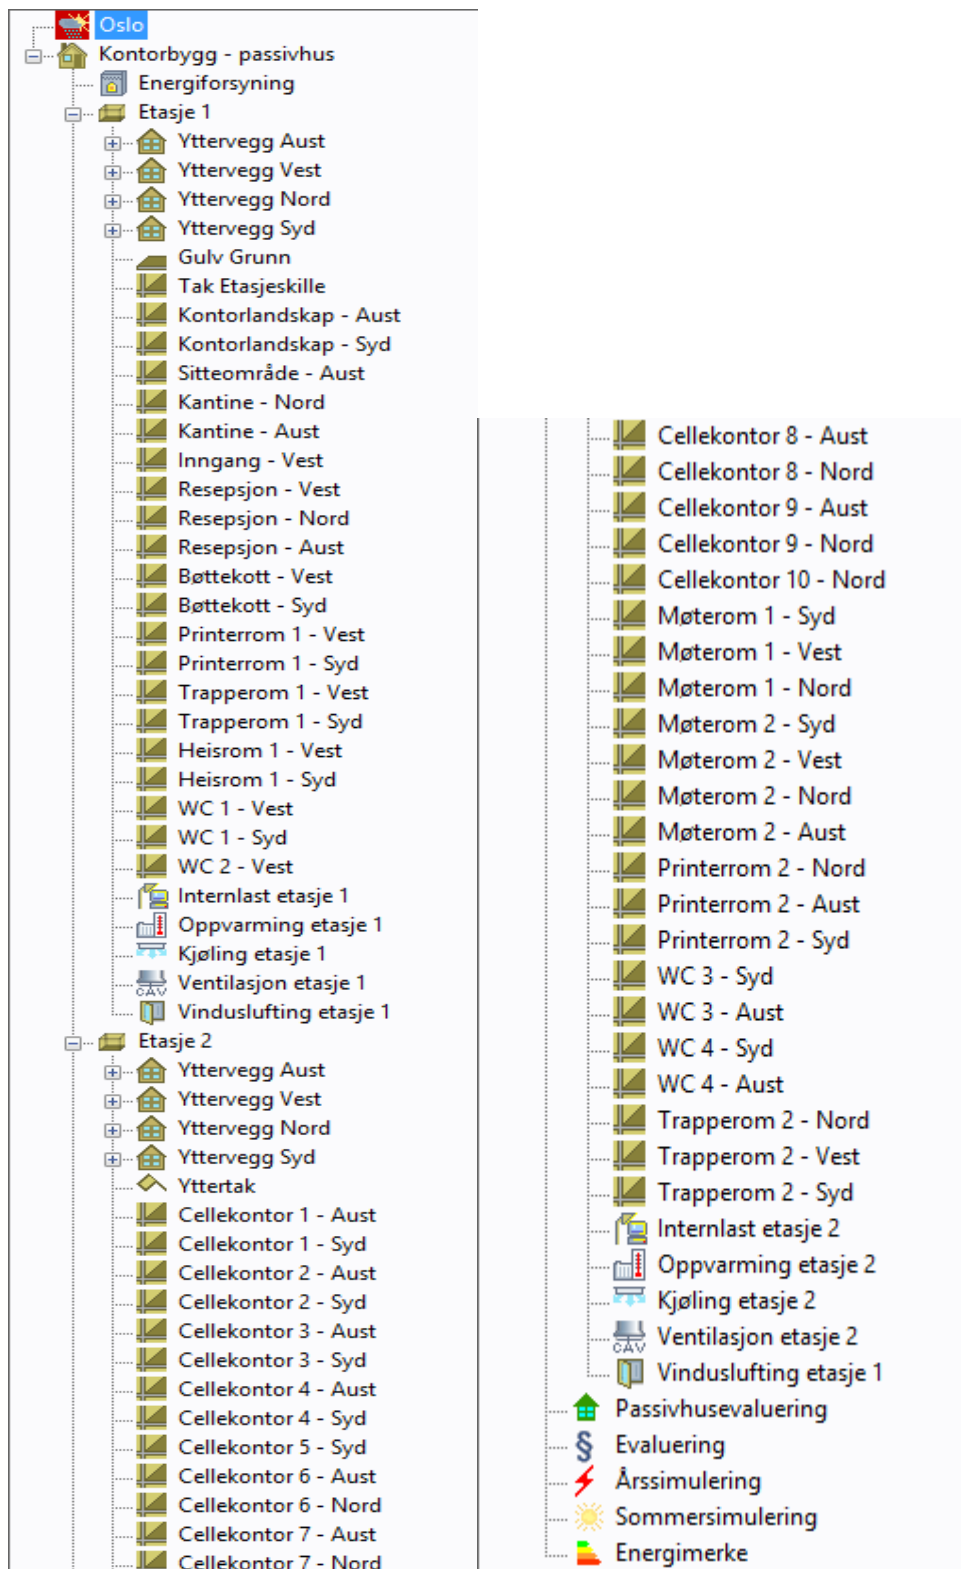 Oslo
Kontorbygg - passivhus
Energiforsyning
Etasje 1
Yttervegg Aust
Yttervegg Vest
Yttervegg Nord
Yttervegg Syd
Gulv Grunn
Tak Etasjeskille
Kontorlandskap - Aust
Kontorlandskap - Syd
Sitteområde - Aust
Kantine - Nord
Kantine - Aust
Inngang - Vest
Resepsjon - Vest
Resepsjon - Nord
Resepsjon - Aust
Bøttekott - Vest
Bøttekott - Syd
Printerrom 1 - Vest
Printerrom 1 - Syd
Trapperom 1 - Vest
Trapperom 1 - Syd
Heisrom 1 - Vest
Heisrom 1 - Syd
WC 1 - Vest
WC 1 - Syd
WC 2 - Vest
Internlast etasje 1
Oppvarming etasje 1
Kjøling etasje 1
CAV Ventilasjon etasje 1
Vinduslufting etasje 1
Etasje 2
Yttervegg Aust
Yttervegg Vest
Yttervegg Nord
Yttervegg Syd
Yttertak
Cellekontor 1 - Aust
Cellekontor 1 - Syd
Cellekontor 2 - Aust
Cellekontor 2 - Syd
Cellekontor 3 - Aust
Cellekontor 3 - Syd
Cellekontor 4 - Aust
Cellekontor 4 - Syd
Cellekontor 5 - Syd
Cellekontor 6 - Aust
Cellekontor 6 - Nord
Cellekontor 7 - Aust
Cellekontor 7 - Nord
Cellekontor 8 - Aust
Cellekontor 8 - Nord
Cellekontor 9 - Aust
Cellekontor 9 - Nord
Cellekontor 10 - Nord
Møterom 1 - Syd
Møterom 1 - Vest
Møterom 1 - Nord
Møterom 2 - Syd
Møterom 2 - Vest
Møterom 2 - Nord
Møterom 2 - Aust
Printerrom 2 - Nord
Printerrom 2 - Aust
Printerrom 2 - Syd
WC 3 - Syd
WC 3 - Aust
WC 4 - Syd
WC 4 - Aust
Trapperom 2 - Nord
Trapperom 2 - Vest
Trapperom 2 - Syd
Internlast etasje 2
Oppvarming etasje 2
Kjøling etasje 2
CAV Ventilasjon etasje 2
Vinduslufting etasje 1
Passivhusevaluering
§ Evaluering
Årssimulering
Sommersimulering
Energimerke